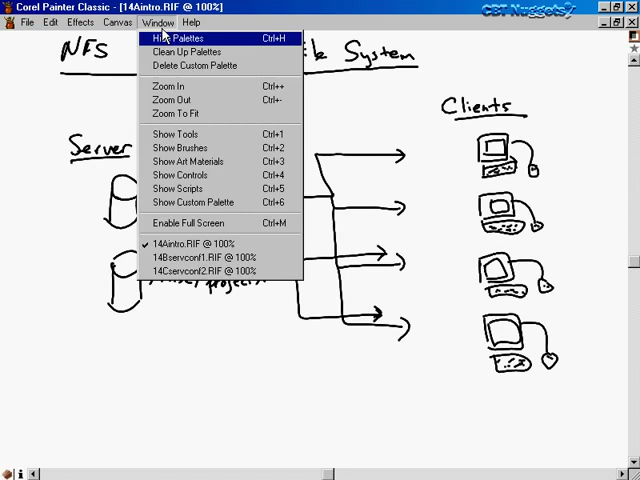 Corel Painter Classic - [14Aintro.RIF @ 100%]
CBT Nuggets
File Edit Effects Canvas Window Help
Hide Palettes Ctrl+H
Clean Up Palettes
Delete Custom Palette
Zoom In Ctrl++
Zoom Out Ctrl+-
Zoom To Fit
Show Tools Ctrl+1
Show Brushes Ctrl+2
Show Art Materials Ctrl+3
Show Controls Ctrl+4
Show Scripts Ctrl+5
Show Custom Palette Ctrl+6
Enable Full Screen Ctrl+M
14Aintro.RIF @ 100%
14Bservconf1.RIF @ 100%
14Cservconf2.RIF @ 100%
NFS
System
Server
Clients